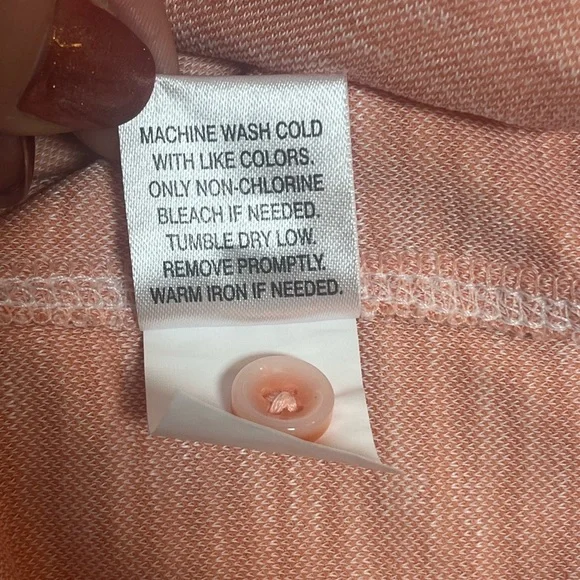 MACHINE WASH COLD
WITH LIKE COLORS.
ONLY NON-CHLORINE
BLEACH IF NEEDED.
TUMBLE DRY LOW.
REMOVE PROMPTLY.
WARM IRON IF NEEDED.